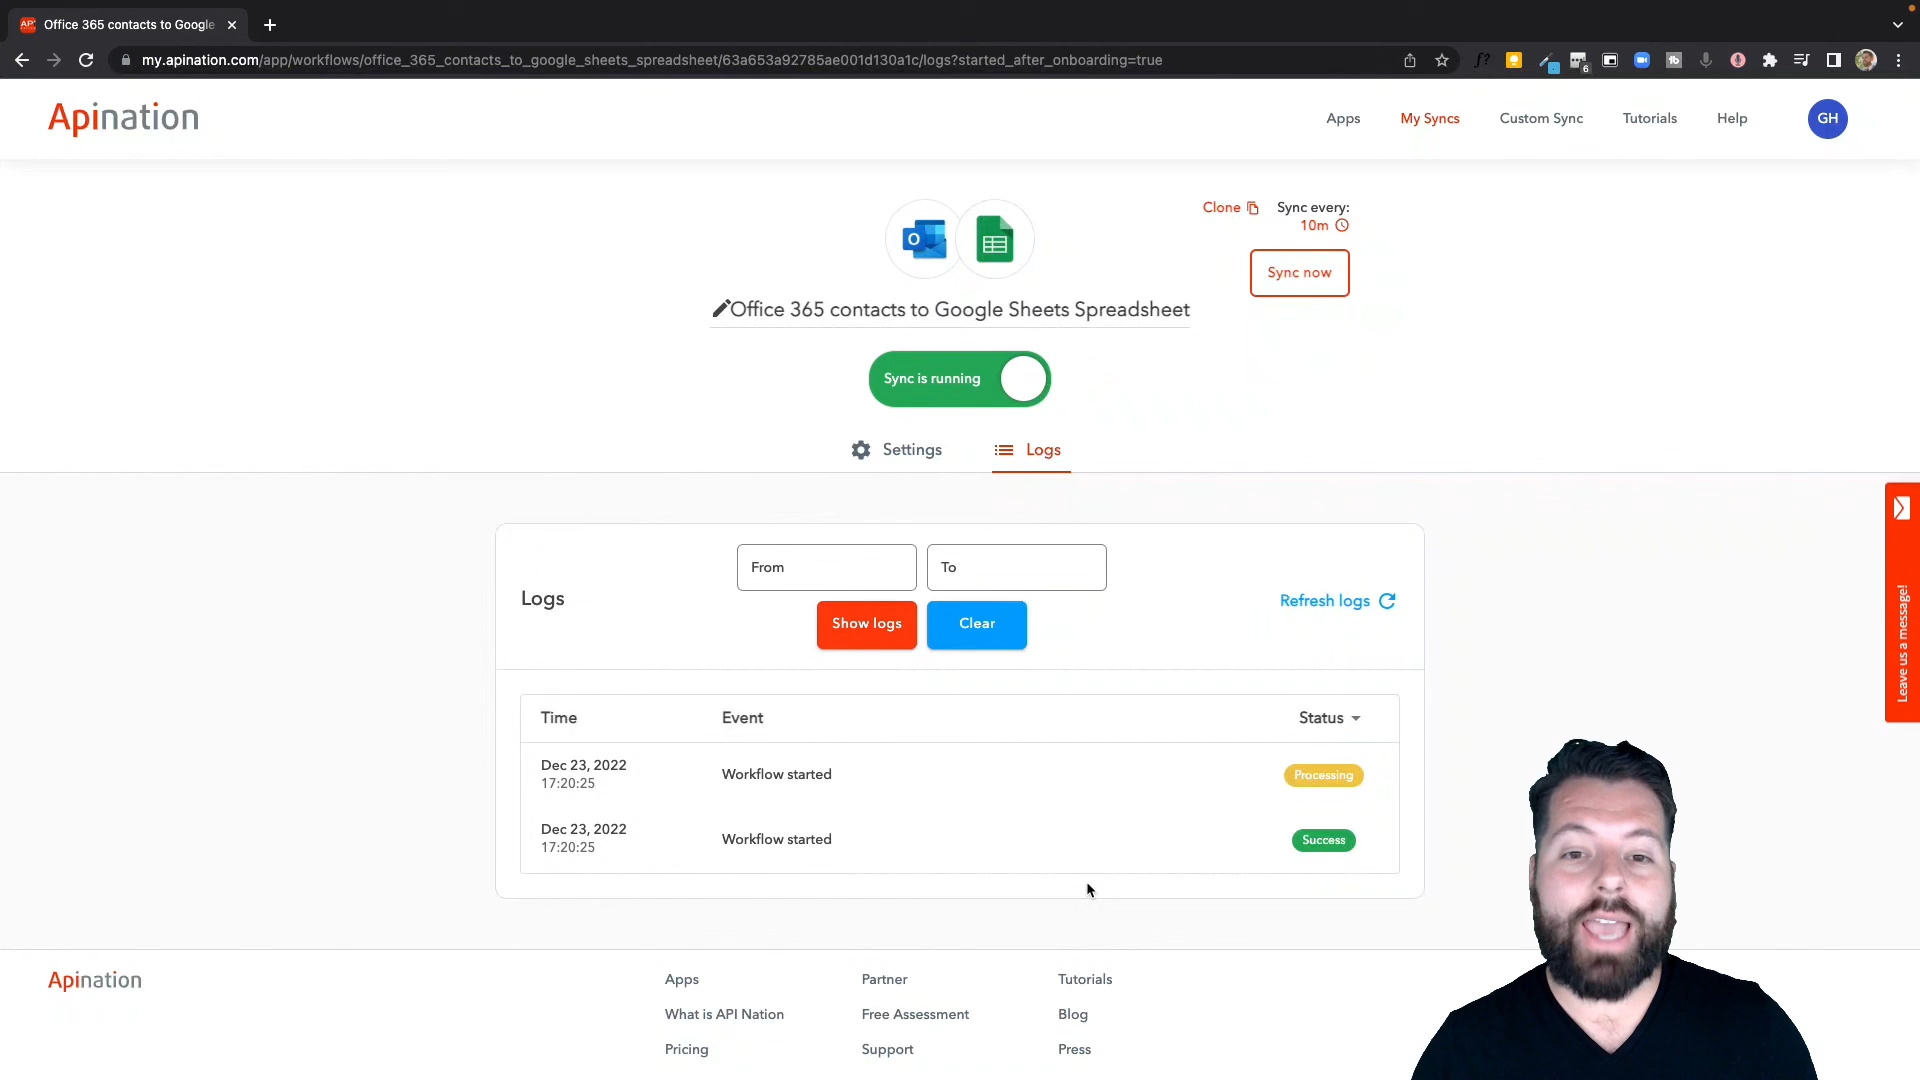 Office 365 contacts to Google
my.apination.com/app/workflows/office_365_contacts_to_google_sheets_spreadsheet/63a653a92785ae001d130a1c/logs?started_after_onboarding=true
6
Apination
Apps
My Syncs
Custom Sync
Tutorials
Help
GH
Clone
Sync every:
10m
Sync now
Office 365 contacts to Google Sheets Spreadsheet
Sync is running
Settings
Logs
Logs
From
To
Show logs
Clear
Refresh logs
Time Event Status
Dec 23, 2022
17:20:25
Workflow started
Processing
Dec 23, 2022
17:20:25
Workflow started
Success
Leave us a message!
Apination
Apps
Partner
Tutorials
What is API Nation
Free Assessment
Blog
Pricing
Support
Press